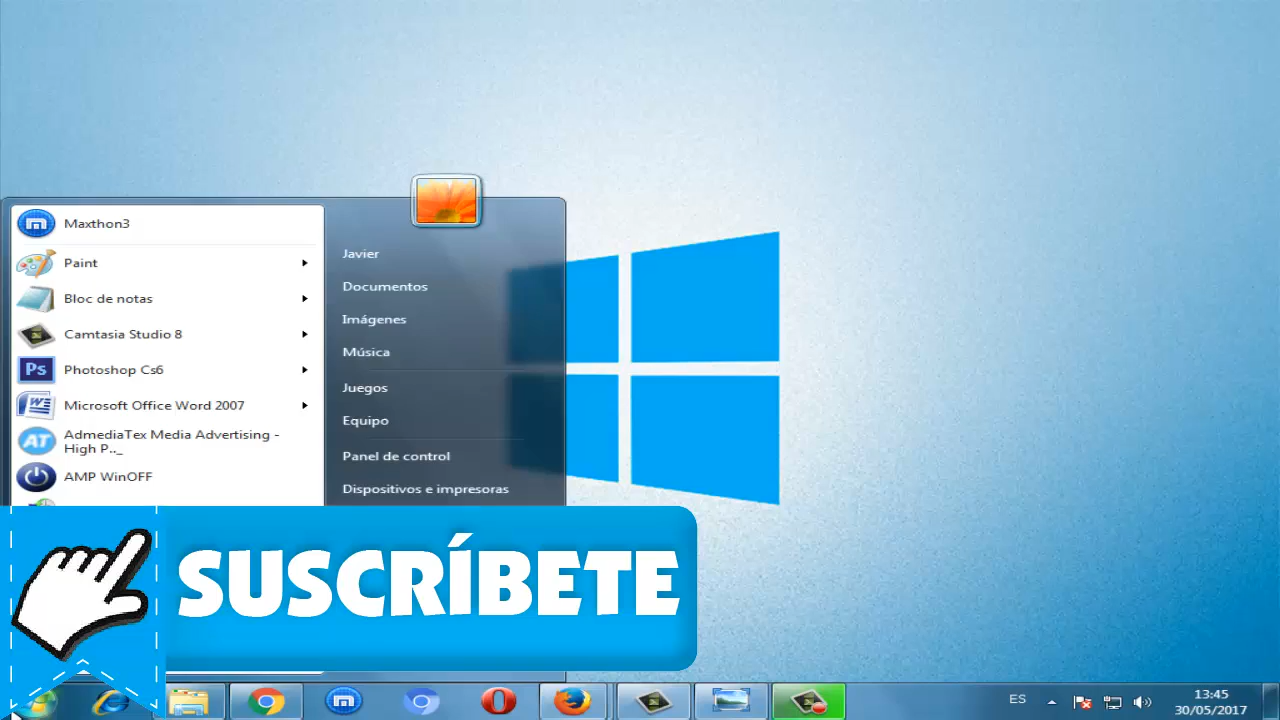 Maxthon3
Paint
Bloc de notas
Camtasia Studio 8
Ps
Photoshop Cs6
Microsoft Office Word 2007
AT
AdmediaTex Media Advertising -
High P.._
AMP WinOFF
Javier
Documentos
Imágenes
Música
Juegos
Equipo
Panel de control
Dispositivos e impresoras
SUSCRÍBETE
ES
13:45
30/05/2017